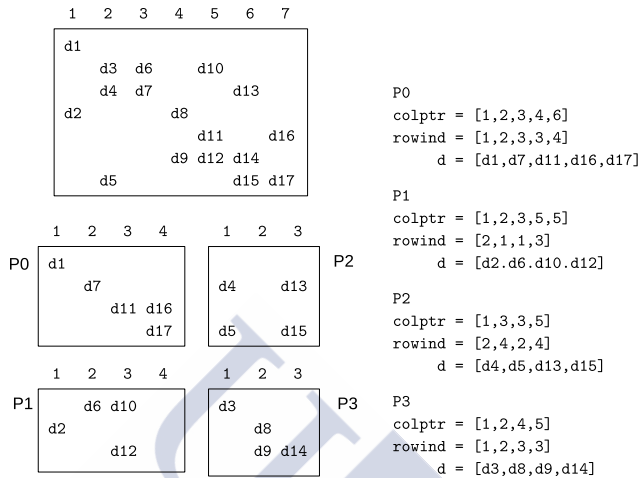 1 2 3 4 5 6 7
d1
d3 d6 d10
d4 d7 d13
d2 d8
d11 d16
d9 d12 d14
d5 d15 d17
1 2 3 4
P0
d1
d7
d11 d16
d17
1 2 3
P2
d4 d13
d5 d15
1 2 3 4
P1
d6 d10
d2
d12
1 2 3
P3
d3
d8
d9 d14
P0
colptr = [1,2,3,4,6]
rowind = [1,2,3,3,4]
d = [d1,d7,d11,d16,d17]
P1
colptr = [1,2,3,5,5]
rowind = [2,1,1,3]
d = [d2.d6.d10.d12]
P2
colptr = [1,3,3,5]
rowind = [2,4,2,4]
d = [d4,d5,d13,d15]
P3
colptr = [1,2,4,5]
rowind = [1,2,3,3]
d = [d3,d8,d9,d14]